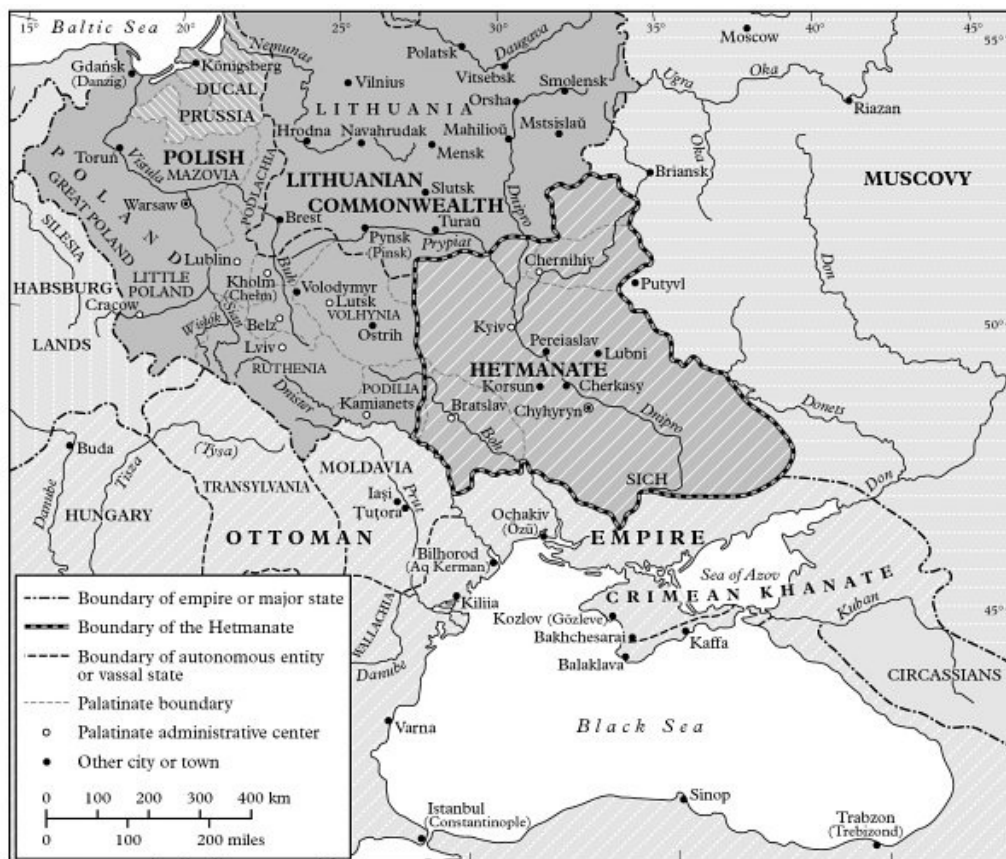 15°
20°
25°
30°
35°
40°
45°
Baltic Sea
55°
Moscow
Nemunas
Polatsk
Daugava
Gdańsk
(Danzig)
Königsberg
Vitsebsk
Vilnius
Smolensk
Ugra
Oka
DUCAL
PRUSSIA
LITHUANIA
Orsha
Riazan
Hrodna
Navahrudak
Mahilioŭ
Mstsislaŭ
Oka
Toruń
POLISH
MAZOVIA
Mensk
Briansk
Vistula
PODLACHIA
LITHUANIAN
COMMONWEALTH
MUSCOVY
POLAND
GREAT POLAND
Slutsk
Dnipro
Warsaw
Brest
Turaŭ
Pynsk
(Pinsk)
Prypiat
SILESIA
Lublin
Chernihiy
Don
HABSBURG
LITTLE
POLAND
Kholm
(Chełm)
Buh
Volodymyr
Putyvl
Lutsk
VOLHYNIA
Cracow
Wisłok
Sian
Belz
Ostrih
Kyiv
50°
LANDS
Lviv
Pereiaslav
Lubni
RUTHENIA
HETMANATE
Dnister
PODILIA
Korsun
Cherkasy
Kamianets
Bratslav
Chyhyryn
Dnipro
Donets
Buda
(Tysa)
Tisza
Boh
Danube
MOLDAVIA
SICH
Don
TRANSYLVANIA
Prut
HUNGARY
Iaşi
Ţuţora
Ochakiv
(Özü)
OTTOMAN
EMPIRE
Bilhorod
(Aq Kerman)
Sea of Azov
CRIMEAN KHANATE
Kiliia
Kozlov (Gözleve)
Kuban
45°
WALLACHIA
Bakhchesarai
Kaffa
Danube
Balaklava
CIRCASSIANS
Boundary of empire or major state
Boundary of the Hetmanate
Boundary of autonomous entity
or vassal state
Palatinate boundary
Palatinate administrative center
Other city or town
0 100 200 300 400 km
0 100 200 miles
Varna
Black Sea
Sinop
Istanbul
(Constantinople)
Trabzon
(Trebizond)